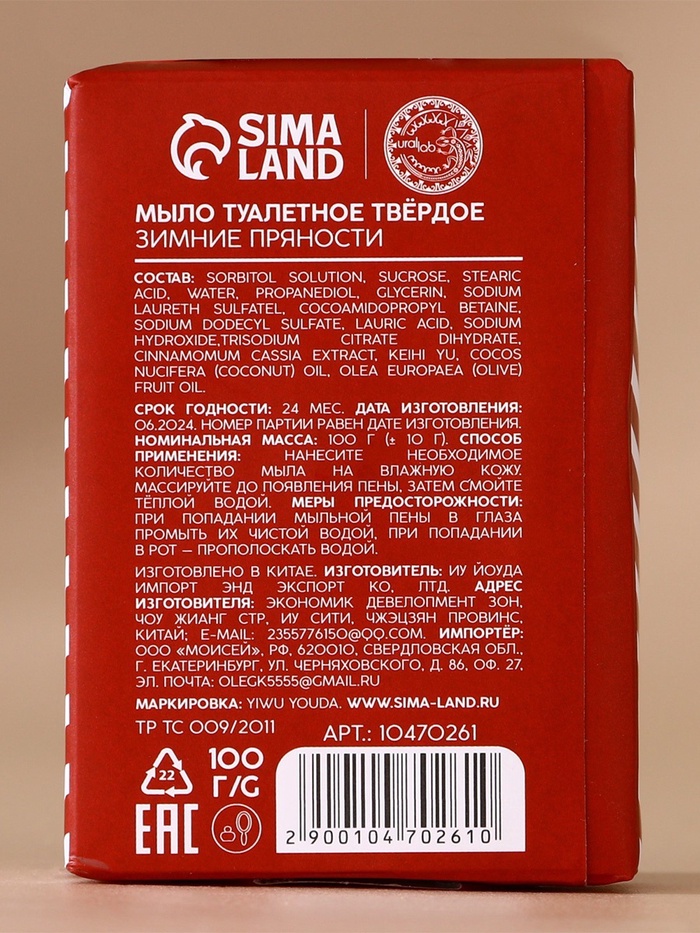 SIMA LAND
ural lab
МЫЛО ТУАЛЕТНОЕ ТВЁРДОЕ
ЗИМНИЕ ПРЯНОСТИ
СОСТАВ: SORBITOL SOLUTION, SUCROSE, STEARIC
ACID, WATER, PROPANEDIOL, GLYCERIN, SODIUM
LAURETH SULFATEL, COCOAMIDOPROPYL BETAINE,
SODIUM DODECYL SULFATE, LAURIC ACID, SODIUM
HYDROXIDE,TRISODIUM CITRATE DIHYDRATE,
CINNAMOMUM CASSIA EXTRACT, KEIHI YU, COCOS
NUCIFERA (COCONUT) OIL, OLEA EUROPAEA (OLIVE)
FRUIT OIL.
СРОК ГОДНОСТИ: 24 МЕС. ДАТА ИЗГОТОВЛЕНИЯ:
06.2024. НОМЕР ПАРТИИ РАВЕН ДАТЕ ИЗГОТОВЛЕНИЯ.
НОМИНАЛЬНАЯ МАССА: 100 Г (± 10 Г). СПОСОБ
ПРИМЕНЕНИЯ: НАНЕСИТЕ НЕОБХОДИМОЕ
КОЛИЧЕСТВО МЫЛА НА ВЛАЖНУЮ КОЖУ.
МАССИРУЙТЕ ДО ПОЯВЛЕНИЯ ПЕНЫ, ЗАТЕМ СМОЙТЕ
ТЁПЛОЙ ВОДОЙ. МЕРЫ ПРЕДОСТОРОЖНОСТИ:
ПРИ ПОПАДАНИИ МЫЛЬНОЙ ПЕНЫ В ГЛАЗА
ПРОМЫТЬ ИХ ЧИСТОЙ ВОДОЙ, ПРИ ПОПАДАНИИ
В РОТ – ПРОПОЛОСКАТЬ ВОДОЙ.
ИЗГОТОВЛЕНО В КИТАЕ. ИЗГОТОВИТЕЛЬ: ИУ ЙОУДА
ИМПОРТ ЭНД ЭКСПОРТ КО, ЛТД. АДРЕС
ИЗГОТОВИТЕЛЯ: ЭКОНОМИК ДЕВЕЛОПМЕНТ ЗОН,
ЧОУ ЖИАНГ СТР, ИУ СИТИ, ЧЖЭЦЗЯН ПРОВИНС,
КИТАЙ; E-MAIL: 2355776150@QQ.COM. ИМПОРТЁР:
ООО «МОИСЕЙ», РФ, 620010, СВЕРДЛОВСКАЯ ОБЛ.,
Г. ЕКАТЕРИНБУРГ, УЛ. ЧЕРНЯХОВСКОГО, Д. 86, ОФ. 27,
ЭЛ. ПОЧТА: OLEGK5555@GMAIL.RU
МАРКИРОВКА: YIWU YOUDA. WWW.SIMA-LAND.RU
ТР ТС 009/2011
АРТ.: 10470261
22
100
Г/G
EAC
2 900104 702610